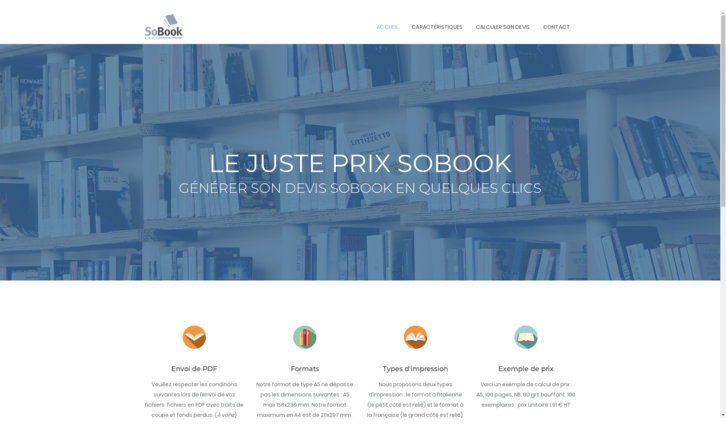 SoBook
ACCUEIL CARACTÉRISTIQUES CALCULER SON DEVIS CONTACT
LITTIZZETTO
LE JUSTE PRIX SOBOOK
GÉNÉRER SON DEVIS SOBOOK EN QUELQUES CLICS
Envoi de PDF
Veuillez respecter les conditions
suivantes lors de l'envoi de vos
fichiers: fichiers en PDF avec traits de
coupe et fonds perdus. (À venir)
Formats
Notre format de type A5 ne dépasse
pas les dimensions suivantes : A5
max 158x235 mm. Notre format
maximum en A4 est de 211x297 mm.
Types d'impression
Nous proposons deux types
d'impression : le format à l'italienne
(le petit côté est relié) et le format à
la française (le grand côté est relié).
Exemple de prix
Voici un exemple de calcul de prix :
A5, 100 pages, NB, 80 grs bouffant, 100
exemplaires : prix unitaire 1.91 € HT